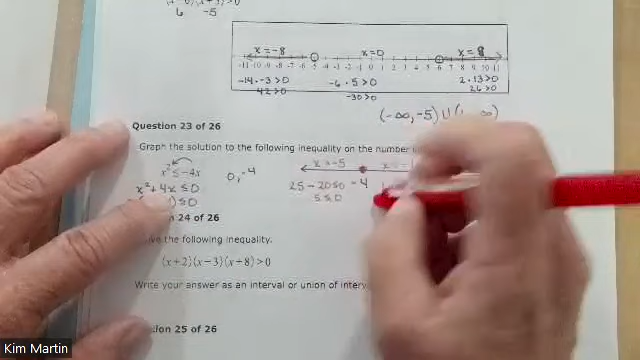 6 -5
x=-8 x=0 x=8
-11 -10 -9 -8 -7 -6 -5 -4 -3 -2 -1 0 1 2 3 4 5 6 7 8 9 10 11
-14·-3>0 -6·5>0 2·13>0
42>0 -30>0 26>0
(-∞,-5)∪(
Question 23 of 26
Graph the solution to the following inequality on the number
x² ≤ -4x 0,-4 x=-5
x²+4x≤0 25-20≤0 -4
)≤0 5≤0
24 of 26
the following inequality.
(x+2)(x-3)(x+8)>0
Write your answer as an interval or union of
25 of 26
Kim Martin